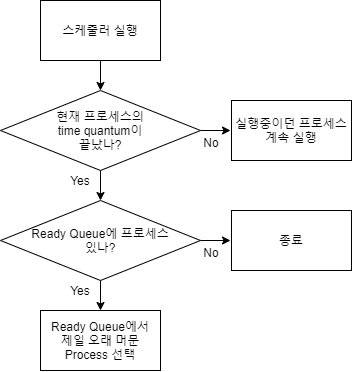 스케줄러 실행
현재 프로세스의
time quantum이
끝났나?
No
실행중이던 프로세스
계속 실행
Yes
Ready Queue에 프로세스
있나?
No
종료
Yes
Ready Queue에서
제일 오래 머문
Process 선택